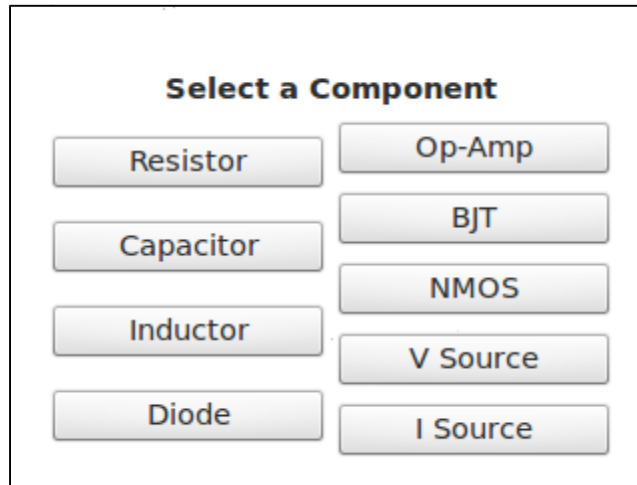 Select a Component
Resistor
Capacitor
Inductor
Diode
Op-Amp
BJT
NMOS
V Source
I Source